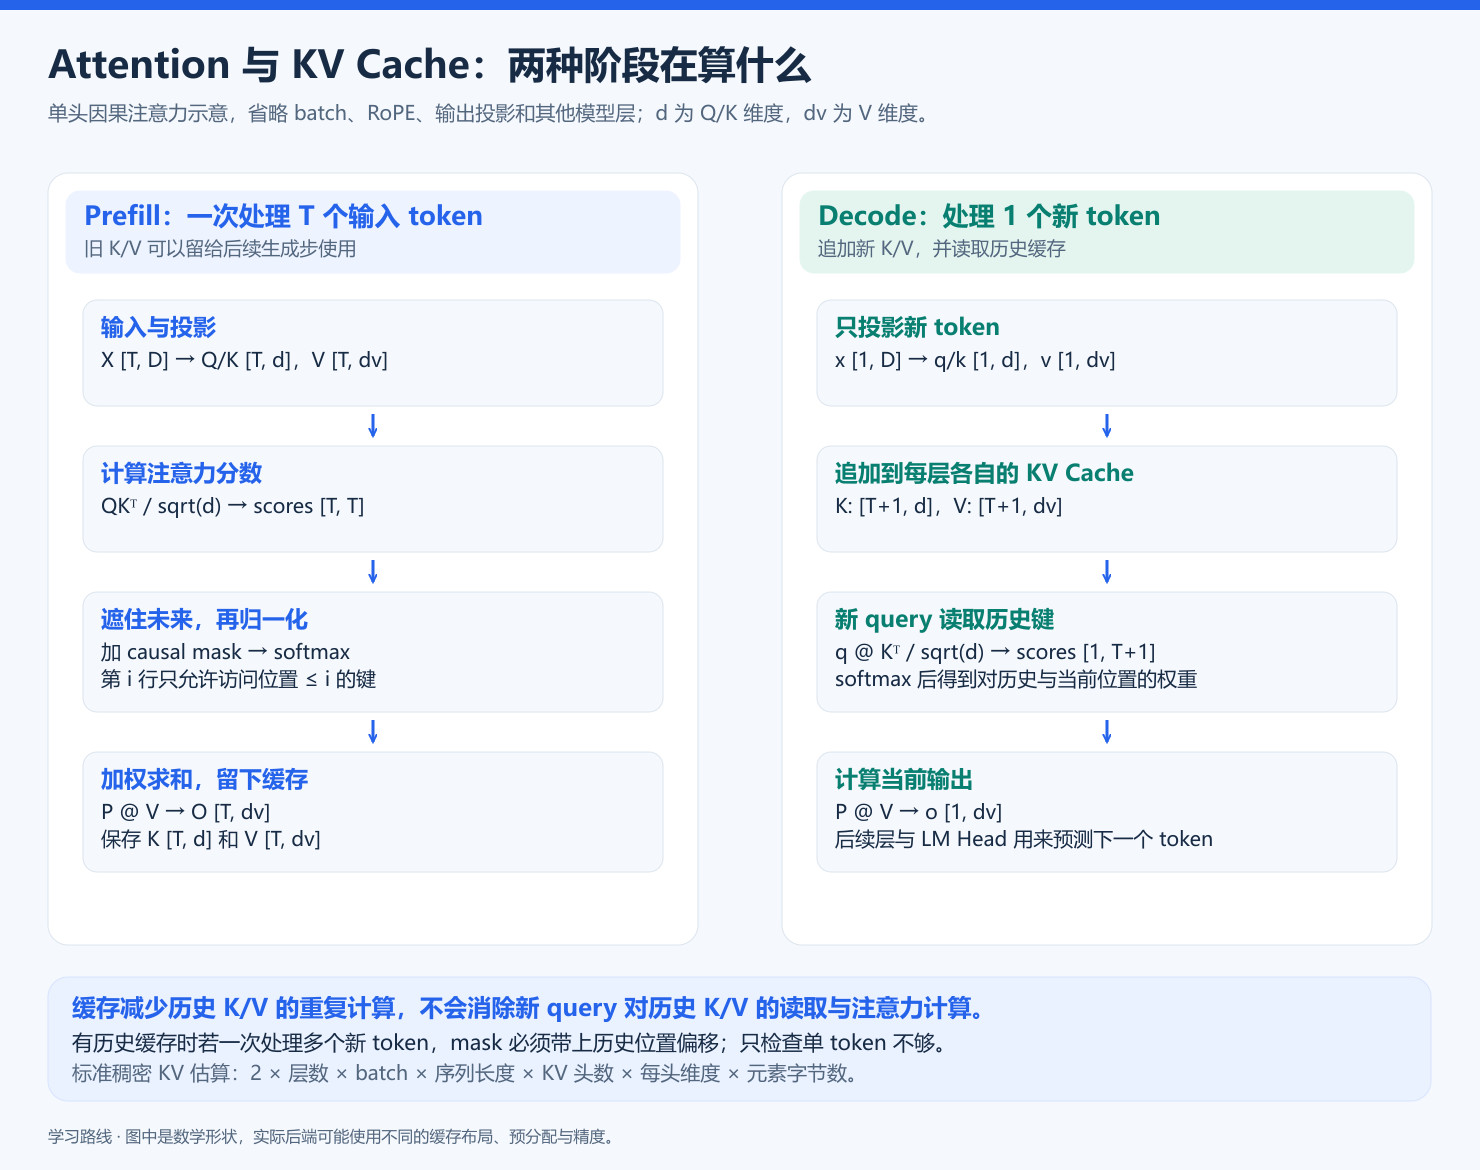 Attention 与 KV Cache：两种阶段在算什么
单头因果注意力示意，省略 batch、RoPE、输出投影和其他模型层；d 为 Q/K 维度，dv 为 V 维度。
Prefill：一次处理 T 个输入 token
旧 K/V 可以留给后续生成步使用
输入与投影
X [T, D] → Q/K [T, d]，V [T, dv]
↓
计算注意力分数
QKᵀ / sqrt(d) → scores [T, T]
↓
遮住未来，再归一化
加 causal mask → softmax
第 i 行只允许访问位置 ≤ i 的键
↓
加权求和，留下缓存
P @ V → O [T, dv]
保存 K [T, d] 和 V [T, dv]
Decode：处理 1 个新 token
追加新 K/V，并读取历史缓存
只投影新 token
x [1, D] → q/k [1, d]，v [1, dv]
↓
追加到每层各自的 KV Cache
K: [T+1, d]，V: [T+1, dv]
↓
新 query 读取历史键
q @ Kᵀ / sqrt(d) → scores [1, T+1]
softmax 后得到对历史与当前位置的权重
↓
计算当前输出
P @ V → o [1, dv]
后续层与 LM Head 用来预测下一个 token
缓存减少历史 K/V 的重复计算，不会消除新 query 对历史 K/V 的读取与注意力计算。
有历史缓存时若一次处理多个新 token，mask 必须带上历史位置偏移；只检查单 token 不够。
标准稠密 KV 估算：2 × 层数 × batch × 序列长度 × KV 头数 × 每头维度 × 元素字节数。
学习路线 · 图中是数学形状，实际后端可能使用不同的缓存布局、预分配与精度。